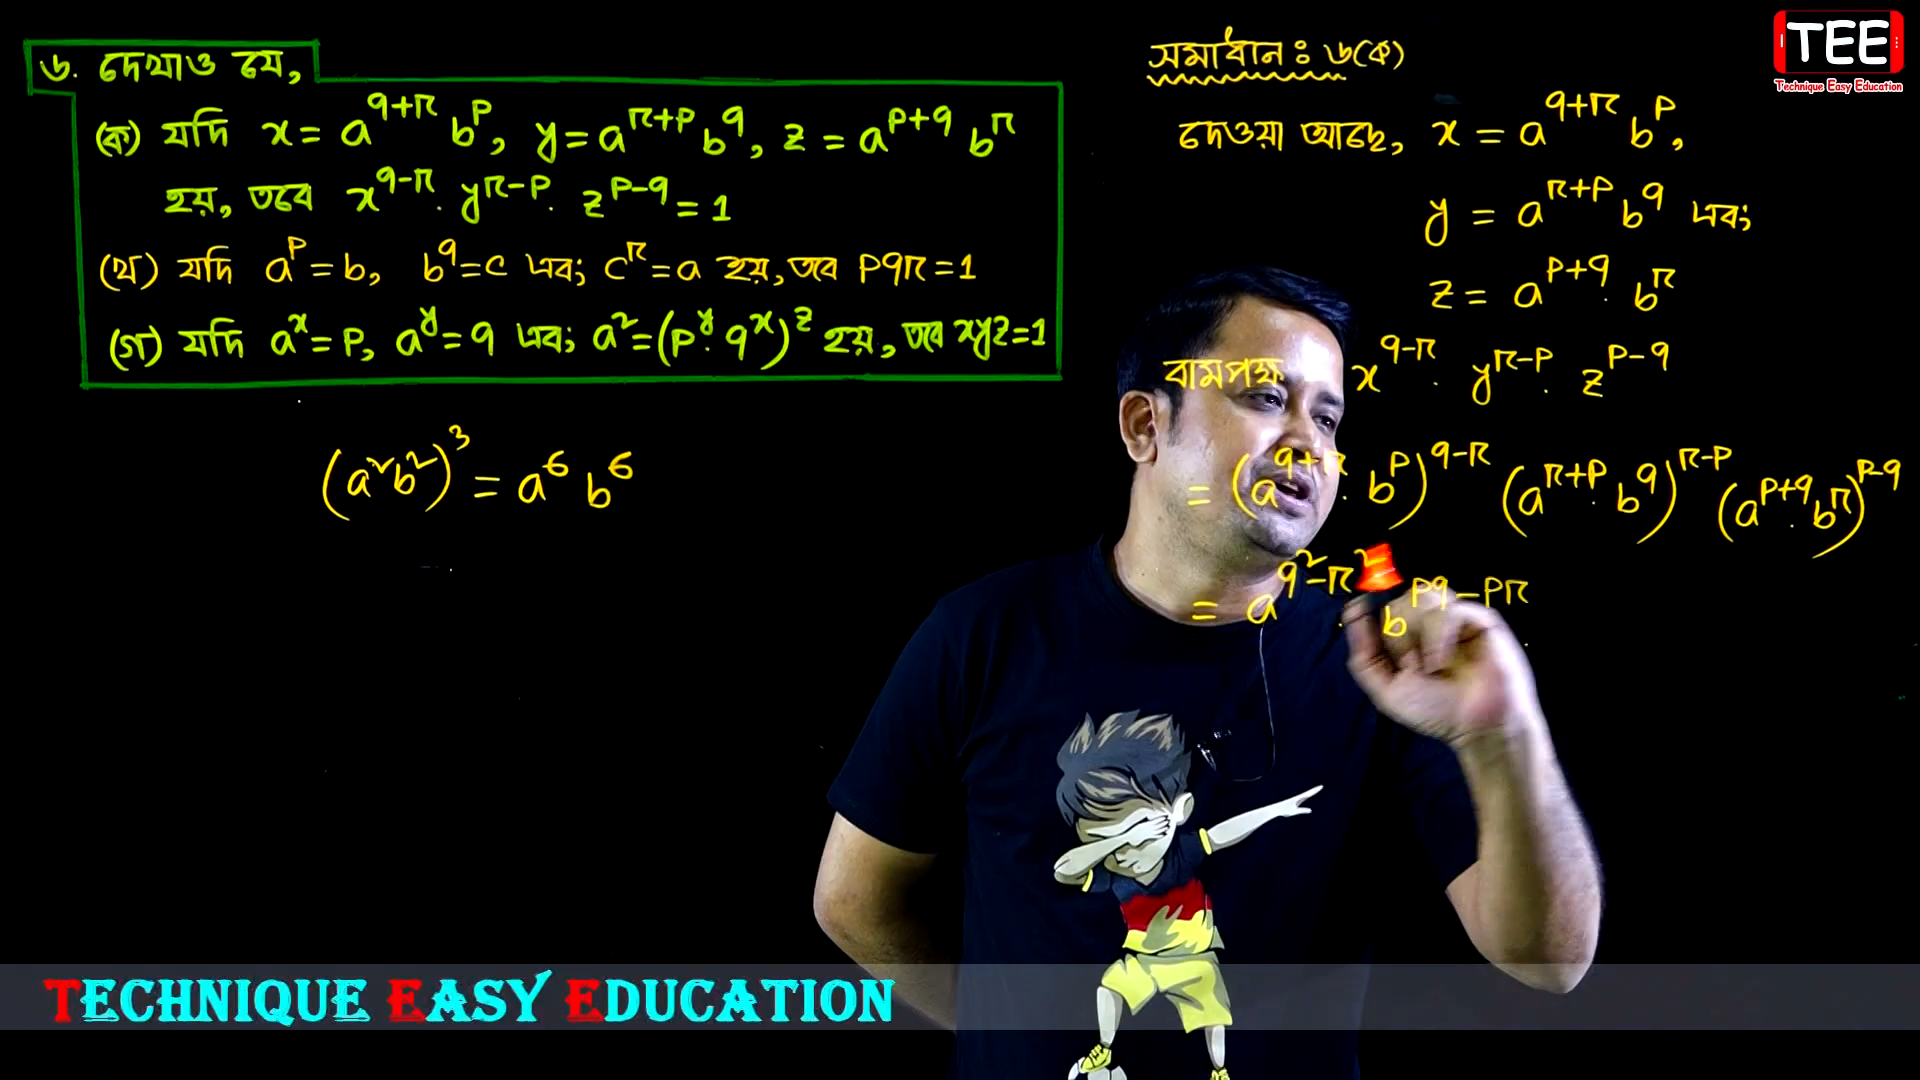 ৬. দেখাও যে,
(ক) যদি x = a^{q+r} b^p, y = a^{r+p} b^q, z = a^{p+q} b^r
হয়, তবে x^{q-r} . y^{r-p} . z^{p-q} = 1
(খ) যদি a^p = b, b^q = c এবং c^r = a হয়, তবে pqr = 1
(গ) যদি a^x = p, a^y = q এবং a^2 = (p^y . q^x)^z হয়, তবে xyz = 1
(a^2 b^2)^3 = a^6 b^6
সমাধান : ৬(ক)
দেওয়া আছে, x = a^{q+r} b^p,
y = a^{r+p} b^q এবং
z = a^{p+q} . b^r
বামপক্ষ x^{q-r} . y^{r-p} . z^{p-q}
= (a^{q+r} . b^p)^{q-r} (a^{r+p} . b^q)^{r-p} (a^{p+q} . b^r)^{p-q}
= a^{q^2-r^2} . b^{pq-pr}
TEE
Technique Easy Education
TECHNIQUE EASY EDUCATION